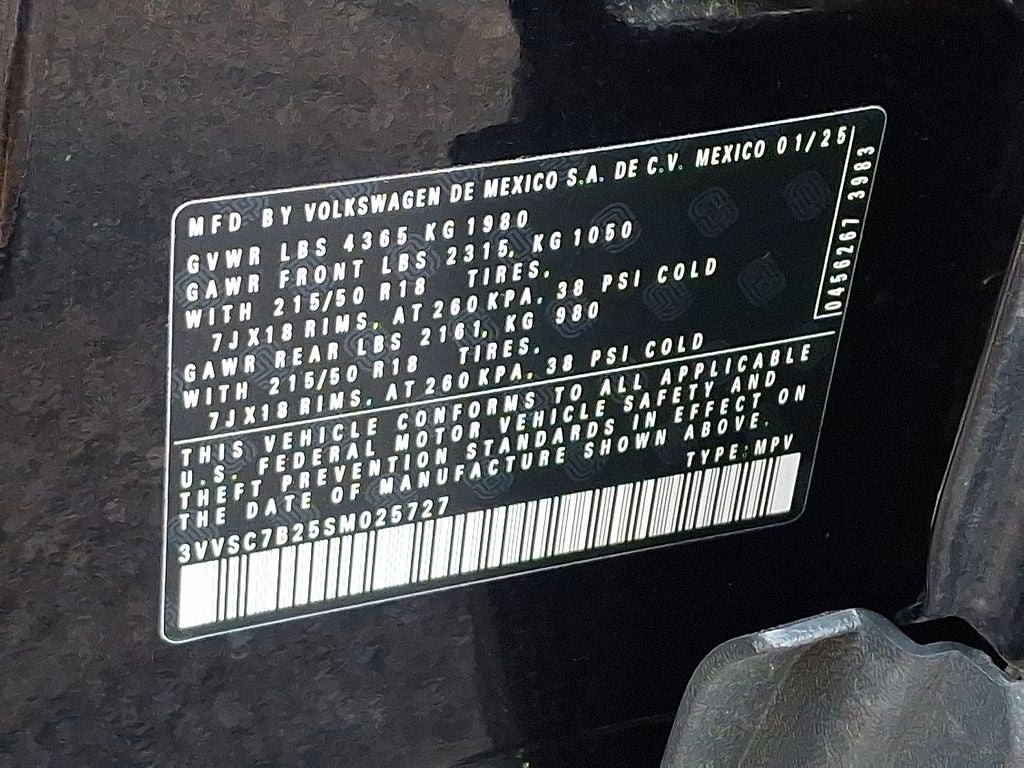 MFD BY VOLKSWAGEN DE MEXICO S.A. DE C.V. MEXICO 01/25
GVWR LBS 4365 KG 1980
GAWR FRONT LBS 2315, KG 1050
WITH 215/50 R18 TIRES,
7JX18 RIMS, AT 260 KPA, 38 PSI COLD
GAWR REAR LBS 2161, KG 980
WITH 215/50 R18 TIRES,
7JX18 RIMS, AT 260 KPA, 38 PSI COLD
0456267 3983
THIS VEHICLE CONFORMS TO ALL APPLICABLE
U.S. FEDERAL MOTOR VEHICLE SAFETY AND
THEFT PREVENTION STANDARDS IN EFFECT ON
THE DATE OF MANUFACTURE SHOWN ABOVE.
3VVSC7B25SM025727 TYPE: MPV